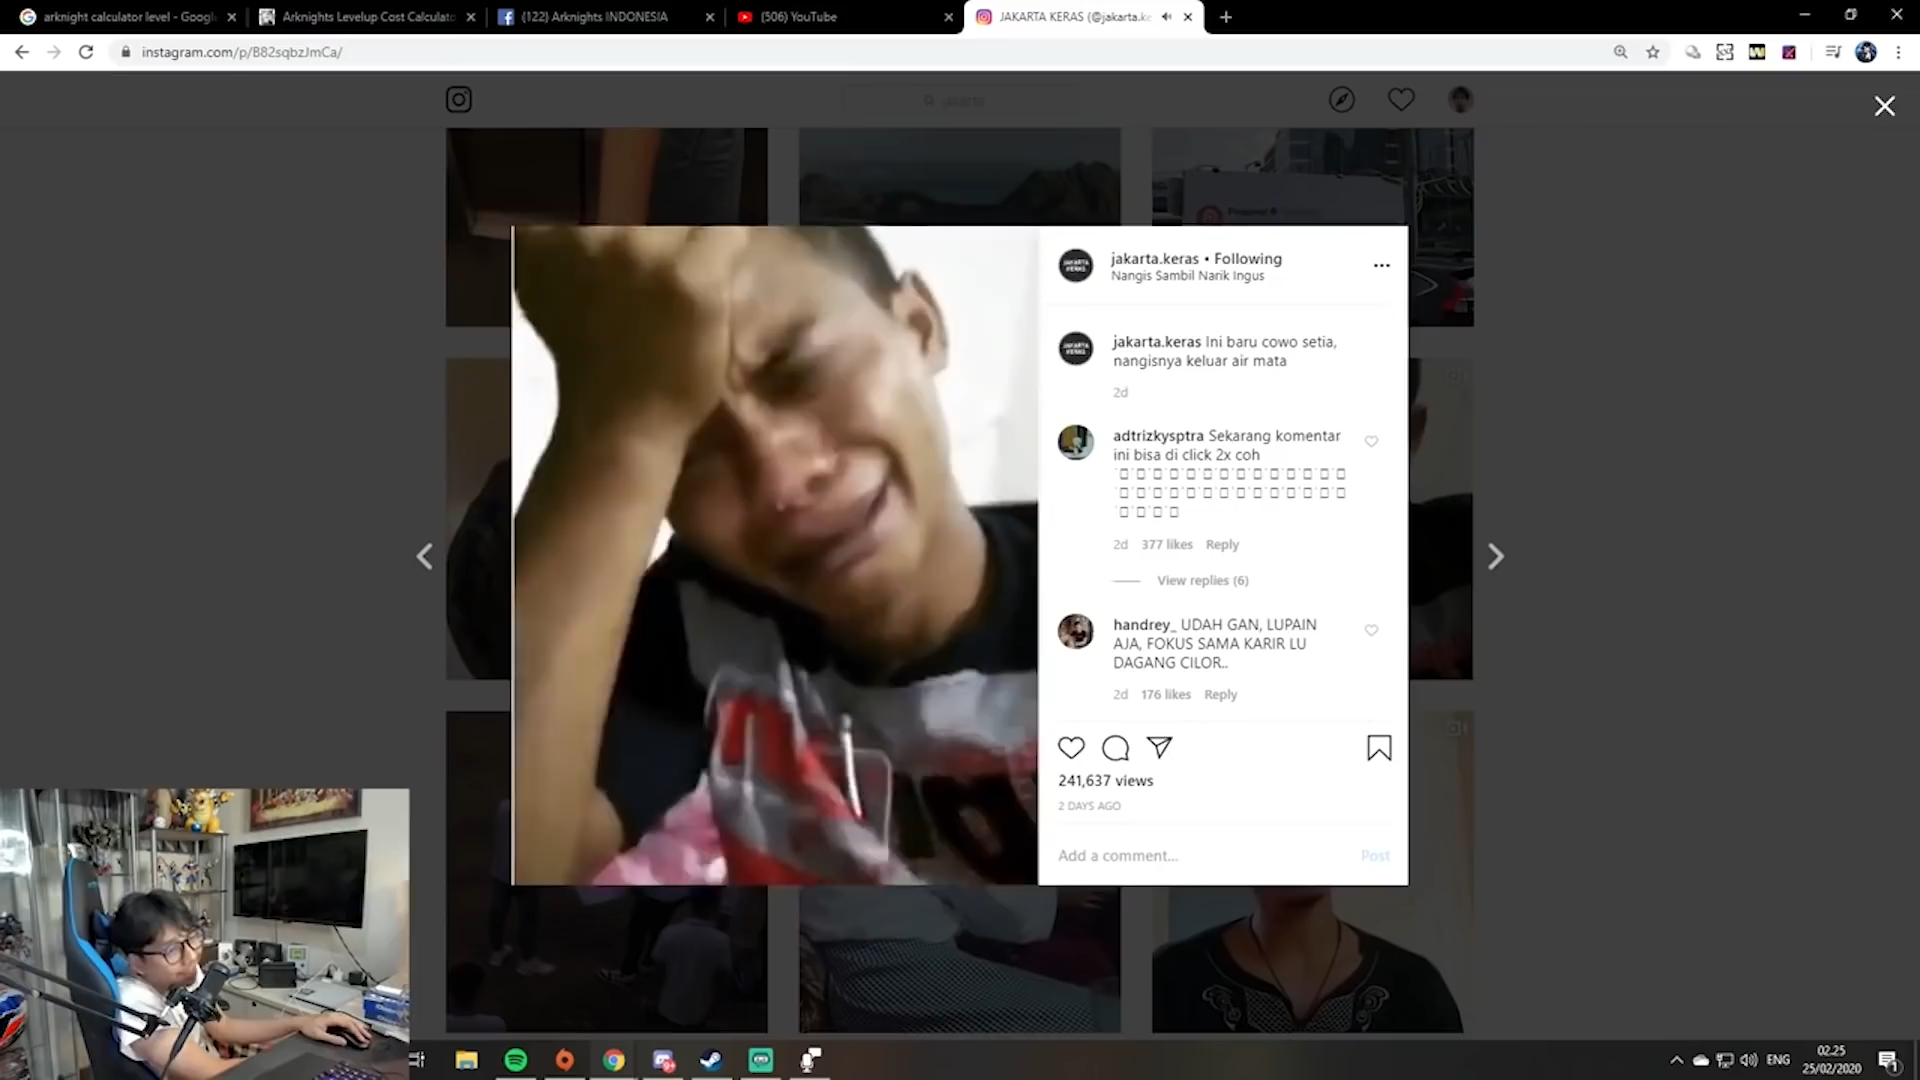 arknight calculator level - Googl
Arknights Levelup Cost Calculato
(122) Arknights INDONESIA
(506) YouTube
JAKARTA KERAS (@jakarta.ke
instagram.com/p/B82sqbzJmCa/
jakarta
jakarta.keras • Following
Nangis Sambil Narik Ingus
jakarta.keras Ini baru cowo setia,
nangisnya keluar air mata
2d
adtrizkysptra Sekarang komentar
ini bisa di click 2x coh
2d 377 likes Reply
View replies (6)
handrey_ UDAH GAN, LUPAIN
AJA, FOKUS SAMA KARIR LU
DAGANG CILOR..
2d 176 likes Reply
241,637 views
2 DAYS AGO
Add a comment... Post
ENG
02.25
25/02/2020